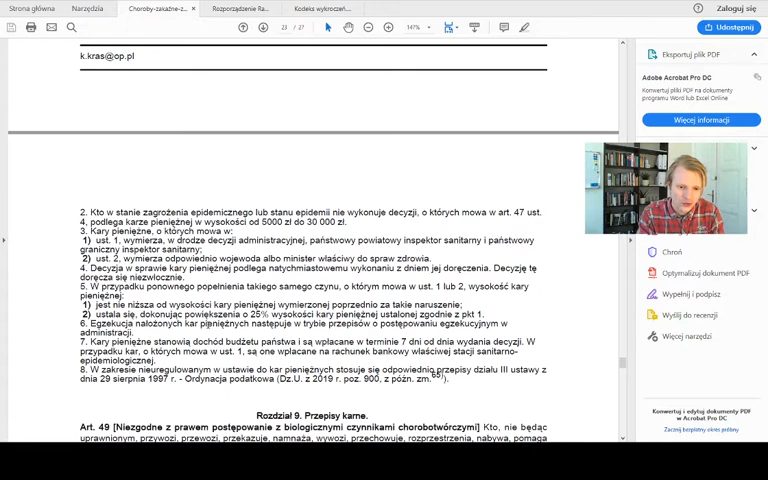 Strona główna
Narzędzia
Choroby-zakaźne-z...
Rozporządzenie Ra...
Kodeks wykroczeń...
Zaloguj się
23 / 27
147%
Udostępnij
k.kras@op.pl
2. Kto w stanie zagrożenia epidemicznego lub stanu epidemii nie wykonuje decyzji, o których mowa w art. 47 ust.
4, podlega karze pieniężnej w wysokości od 5000 zł do 30 000 zł.
3. Kary pieniężne, o których mowa w:
1) ust. 1, wymierza, w drodze decyzji administracyjnej, państwowy powiatowy inspektor sanitarny i państwowy
graniczny inspektor sanitarny;
2) ust. 2, wymierza odpowiednio wojewoda albo minister właściwy do spraw zdrowia.
4. Decyzja w sprawie kary pieniężnej podlega natychmiastowemu wykonaniu z dniem jej doręczenia. Decyzję tę
doręcza się niezwłocznie.
5. W przypadku ponownego popełnienia takiego samego czynu, o którym mowa w ust. 1 lub 2, wysokość kary
pieniężnej:
1) jest nie niższa od wysokości kary pieniężnej wymierzonej poprzednio za takie naruszenie;
2) ustala się, dokonując powiększenia o 25% wysokości kary pieniężnej ustalonej zgodnie z pkt 1.
6. Egzekucja nałożonych kar pieniężnych następuje w trybie przepisów o postępowaniu egzekucyjnym w
administracji.
7. Kary pieniężne stanowią dochód budżetu państwa i są wpłacane w terminie 7 dni od dnia wydania decyzji. W
przypadku kar, o których mowa w ust. 1, są one wpłacane na rachunek bankowy właściwej stacji sanitarno-
epidemiologicznej.
8. W zakresie nieuregulowanym w ustawie do kar pieniężnych stosuje się odpowiednio przepisy działu III ustawy z
dnia 29 sierpnia 1997 r. - Ordynacja podatkowa (Dz.U. z 2019 r. poz. 900, z późn. zm.65)).
Rozdział 9. Przepisy karne.
Art. 49 [Niezgodne z prawem postępowanie z biologicznymi czynnikami chorobotwórczymi] Kto, nie będąc
uprawnionym, przywozi, przewozi, przekazuje, namnaża, wywozi, przechowuje, rozprzestrzenia, nabywa, pomaga
Eksportuj plik PDF
Adobe Acrobat Pro DC
Konwertuj pliki PDF na dokumenty
programu Word lub Excel Online
Więcej informacji
Chroń
Optymalizuj dokument PDF
Wypełnij i podpisz
Wyślij do recenzji
Więcej narzędzi
Konwertuj i edytuj dokumenty PDF
w Acrobat Pro DC
Zacznij bezpłatny okres próbny